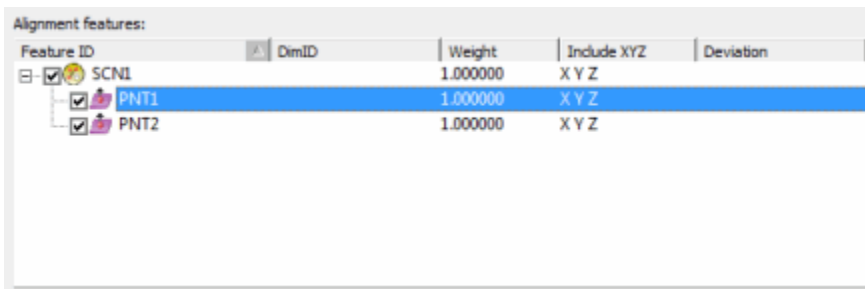 Alignment features:
Feature ID DimID Weight Include XYZ Deviation
SCN1 1.000000 X Y Z
PNT1 1.000000 X Y Z
PNT2 1.000000 X Y Z